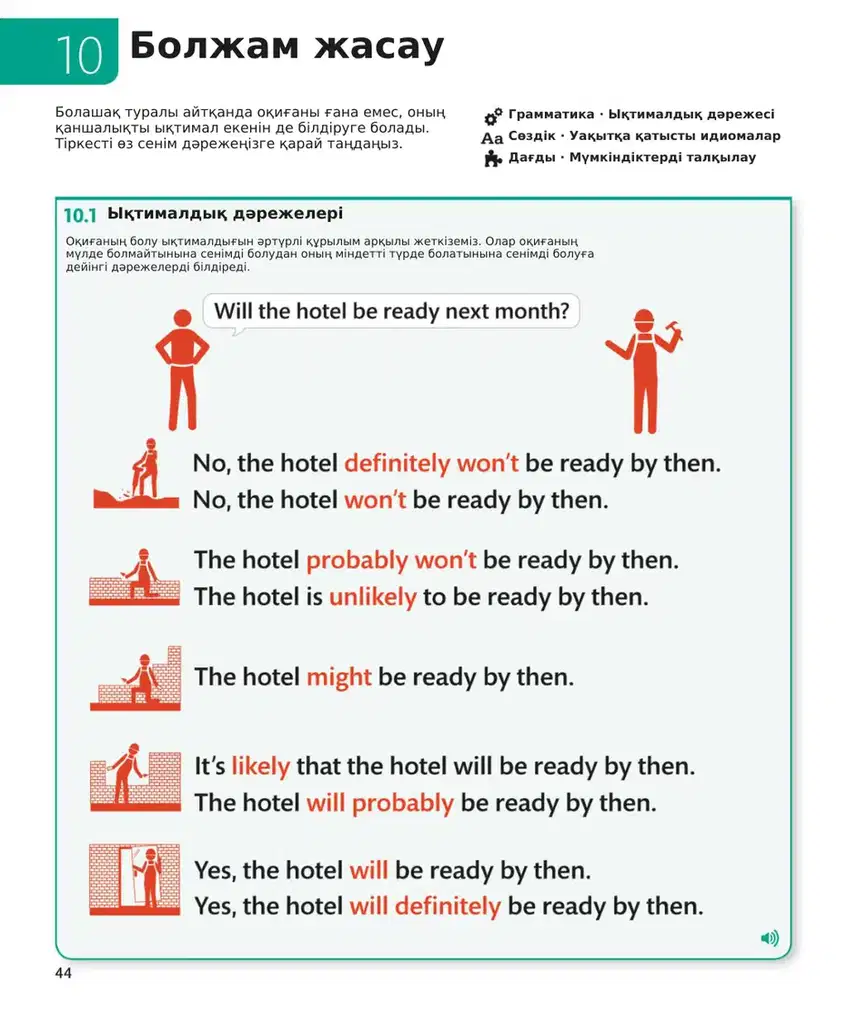 10 Болжам жасау
Болашақ туралы айтқанда оқиғаны ғана емес, оның
қаншалықты ықтимал екенін де білдіруге болады.
Тіркесті өз сенім дәрежеңізге қарай таңдаңыз.
Грамматика · Ықтималдық дәрежесі
Aa Сөздік · Уақытқа қатысты идиомалар
Дағды · Мүмкіндіктерді талқылау
10.1 Ықтималдық дәрежелері
Оқиғаның болу ықтималдығын әртүрлі құрылым арқылы жеткіземіз. Олар оқиғаның
мүлде болмайтынына сенімді болудан оның міндетті түрде болатынына сенімді болуға
дейінгі дәрежелерді білдіреді.
Will the hotel be ready next month?
No, the hotel definitely won't be ready by then.
No, the hotel won't be ready by then.
The hotel probably won't be ready by then.
The hotel is unlikely to be ready by then.
The hotel might be ready by then.
It's likely that the hotel will be ready by then.
The hotel will probably be ready by then.
Yes, the hotel will be ready by then.
Yes, the hotel will definitely be ready by then.
44